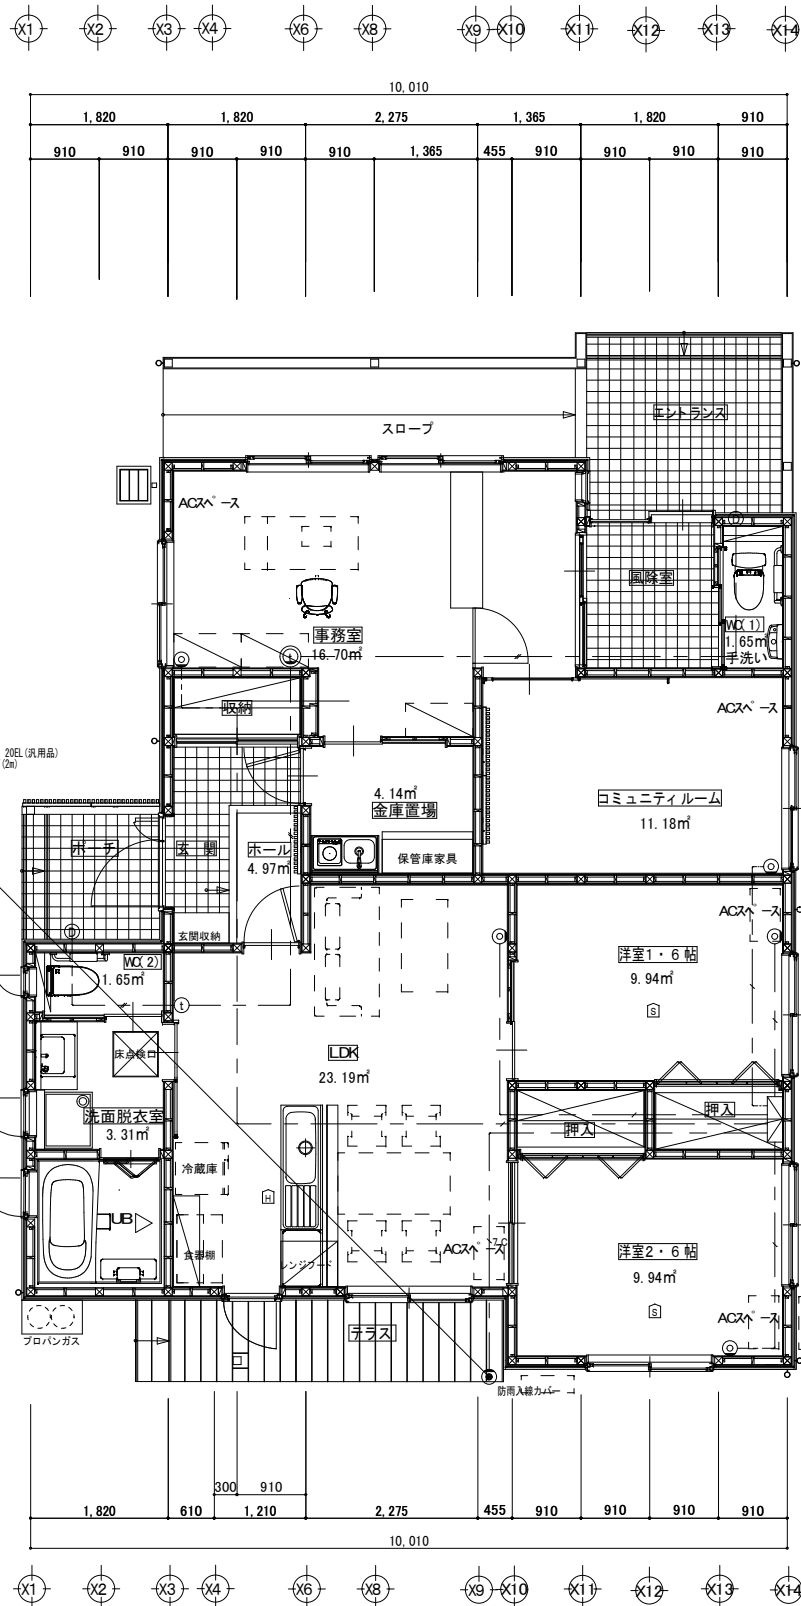 X1 X2 X3 X4 X6 X8 X9 X10 X11 X12 X13 X14
10,010
1,820 1,820 2,275 1,365 1,820 910
910 910 910 910 910 1,365 455 910 910 910 910
エントランス
スロープ
ACスペース
風除室
事務室
16.70㎡
WC(1)
1.65㎡
手洗い
収納
ACスペース
20EL(汎用品)
(2m)
4.14㎡
金庫置場
コミュニティルーム
11.18㎡
ポーチ
玄関
ホール
4.97㎡
保管庫家具
ACスペース
玄関収納
WC(2)
1.65㎡
洋室1・6帖
9.94㎡
t
S
床点検口
LDK
23.19㎡
洗面脱衣室
3.31㎡
押入
押入
冷蔵庫
H
UB
食器棚
レンジフード
ACスペース
洋室2・6帖
9.94㎡
S
ACスペース
プロパンガス
テラス
防雨入線カバー
300 910
1,820 610 1,210 2,275 455 910 910 910 910
10,010
X1 X2 X3 X4 X6 X8 X9 X10 X11 X12 X13 X14